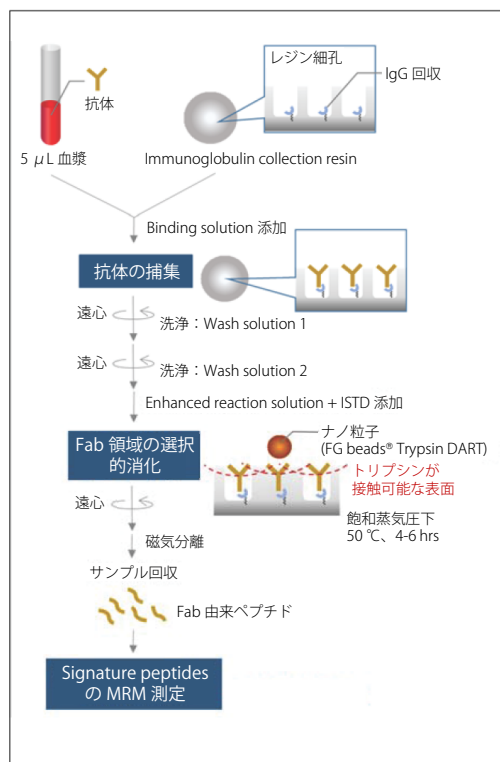 レジン細孔
IgG 回収
抗体
5 μL 血漿
Immunoglobulin collection resin
Binding solution 添加
抗体の捕集
遠心
洗浄：Wash solution 1
遠心
洗浄：Wash solution 2
Enhanced reaction solution + ISTD 添加
Fab 領域の選択
的消化
ナノ粒子
(FG beads® Trypsin DART)
トリプシンが
接触可能な表面
飽和蒸気圧下
50 ℃、4-6 hrs
遠心
磁気分離
サンプル回収
Fab 由来ペプチド
Signature peptides
の MRM 測定